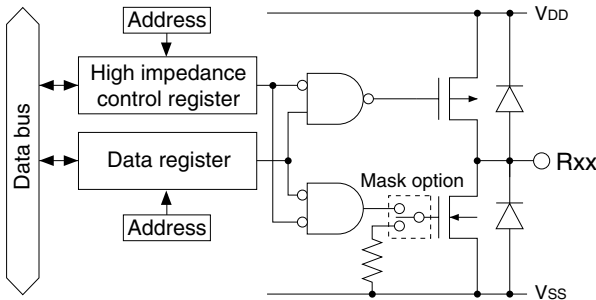 Address
VDD
High impedance
control register
Data bus
Data register
Rxx
Mask option
Address
VSS